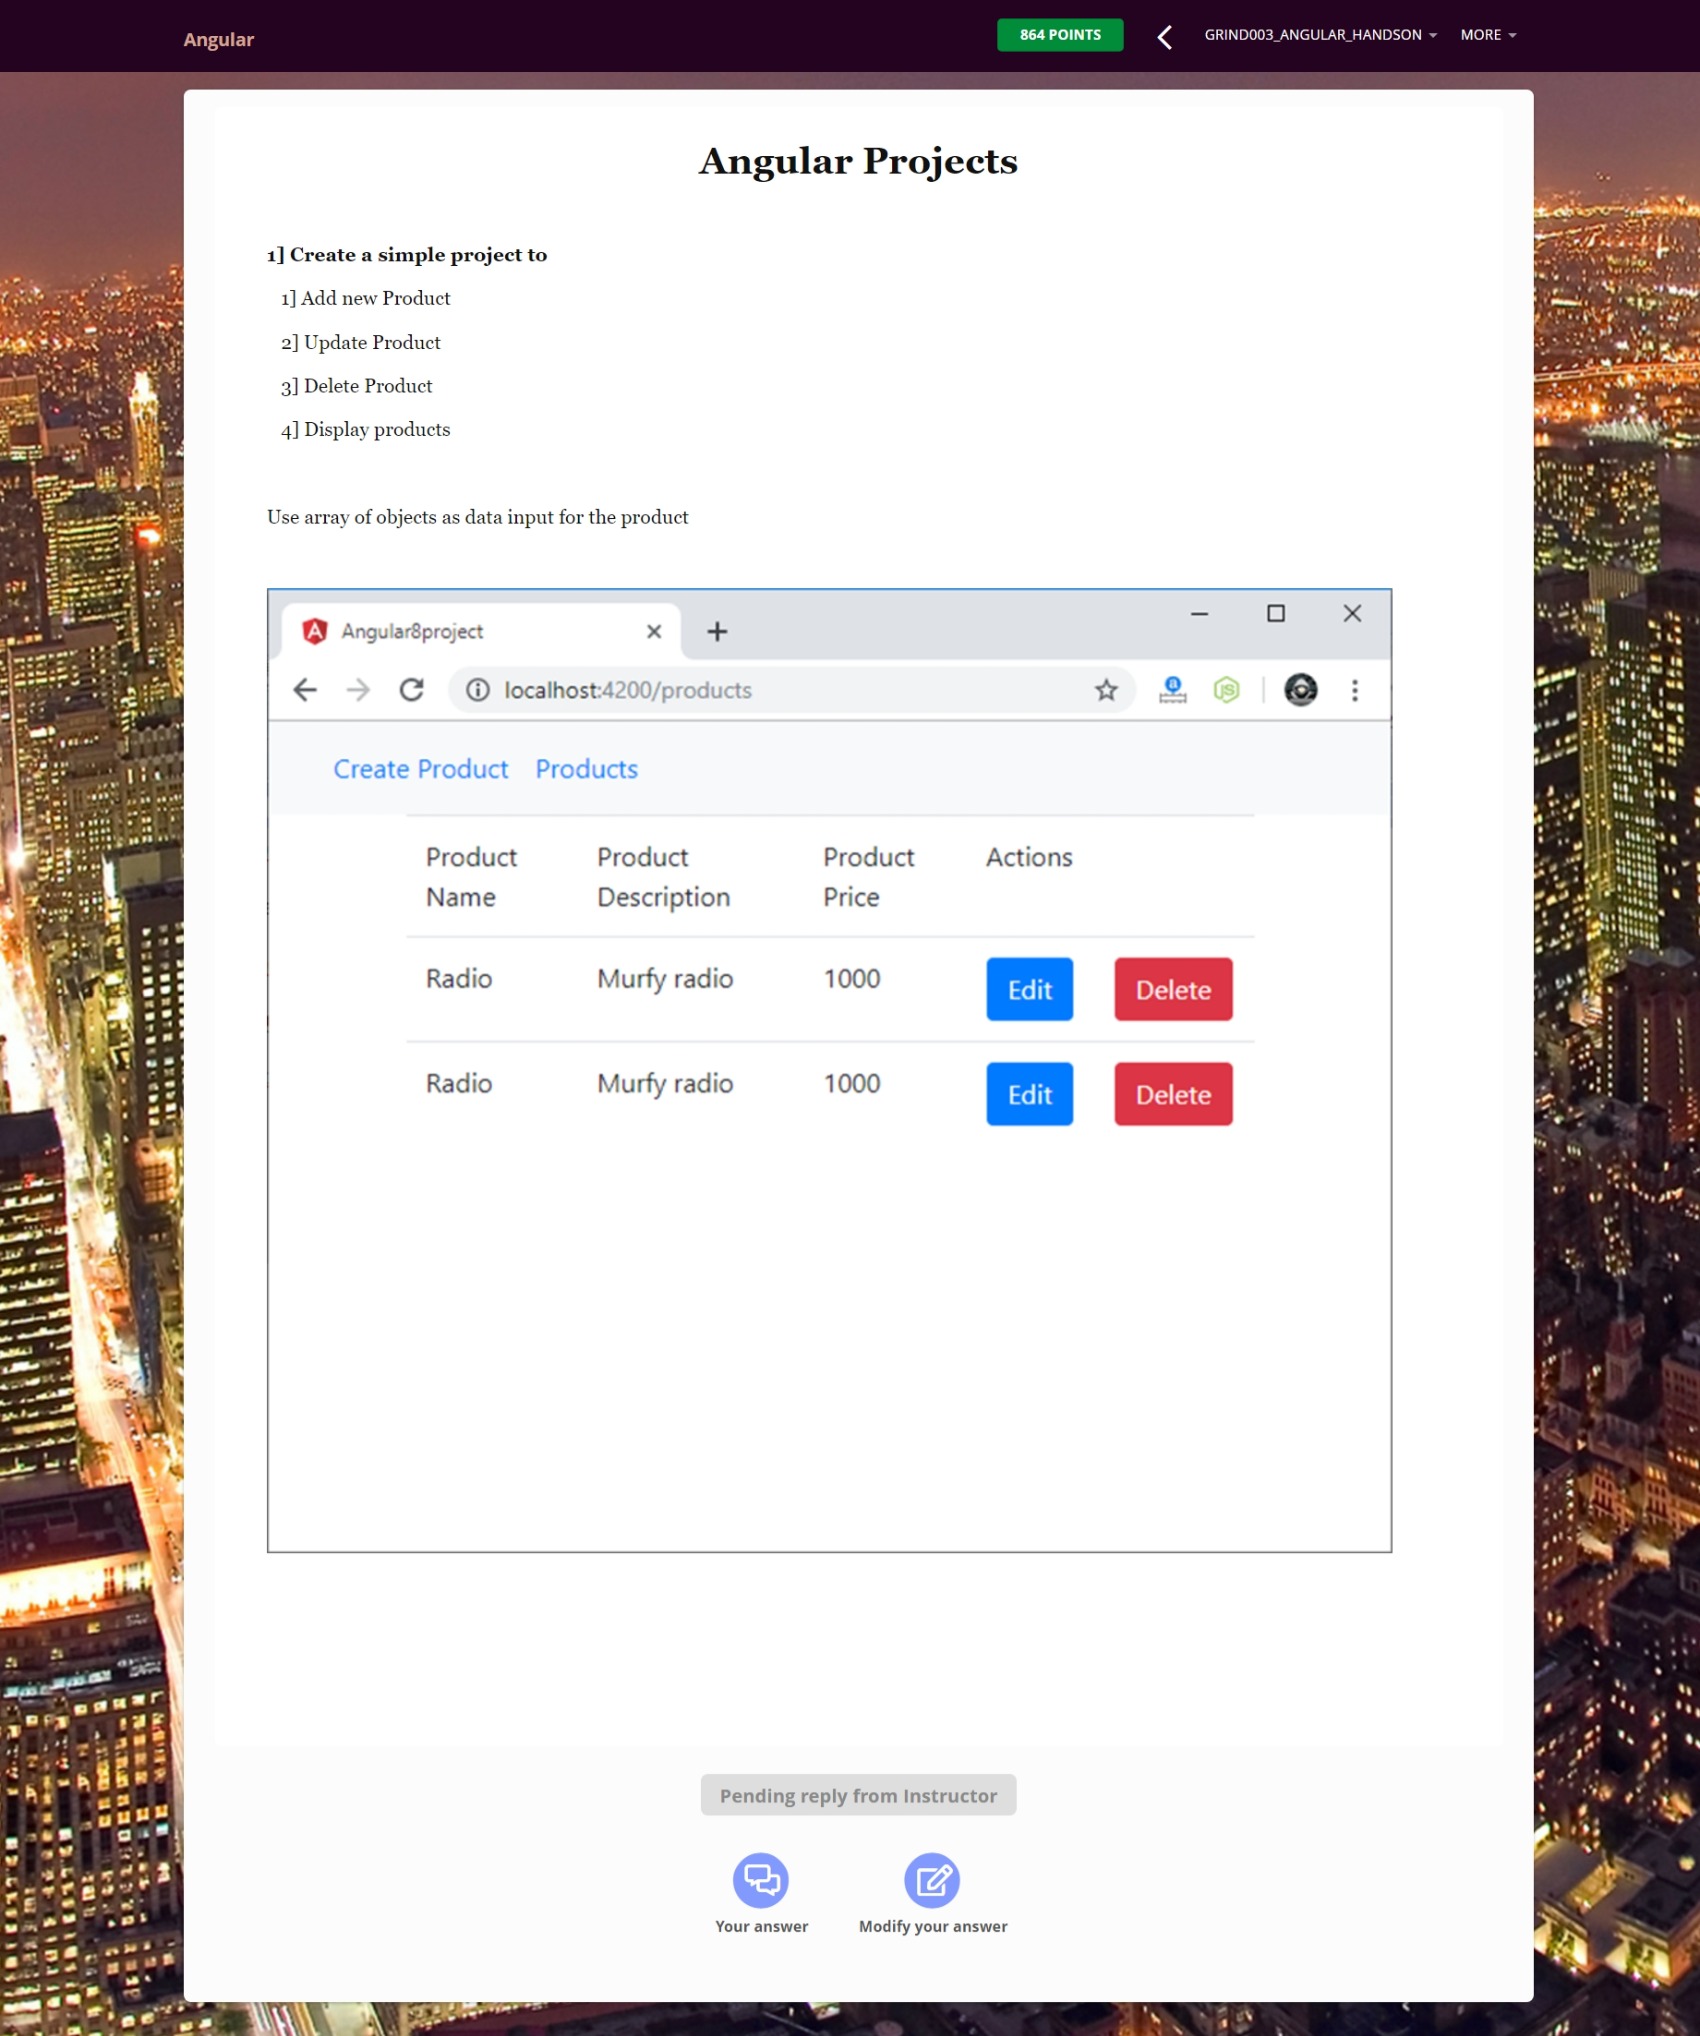 Angular
864 POINTS
GRIND003_ANGULAR_HANDSON
MORE
Angular Projects
1] Create a simple project to
1] Add new Product
2] Update Product
3] Delete Product
4] Display products
Use array of objects as data input for the product
Angular8project
localhost:4200/products
Create Product Products
Product Name Product Description Product Price Actions
Radio Murfy radio 1000 Edit Delete
Radio Murfy radio 1000 Edit Delete
Pending reply from Instructor
Your answer Modify your answer